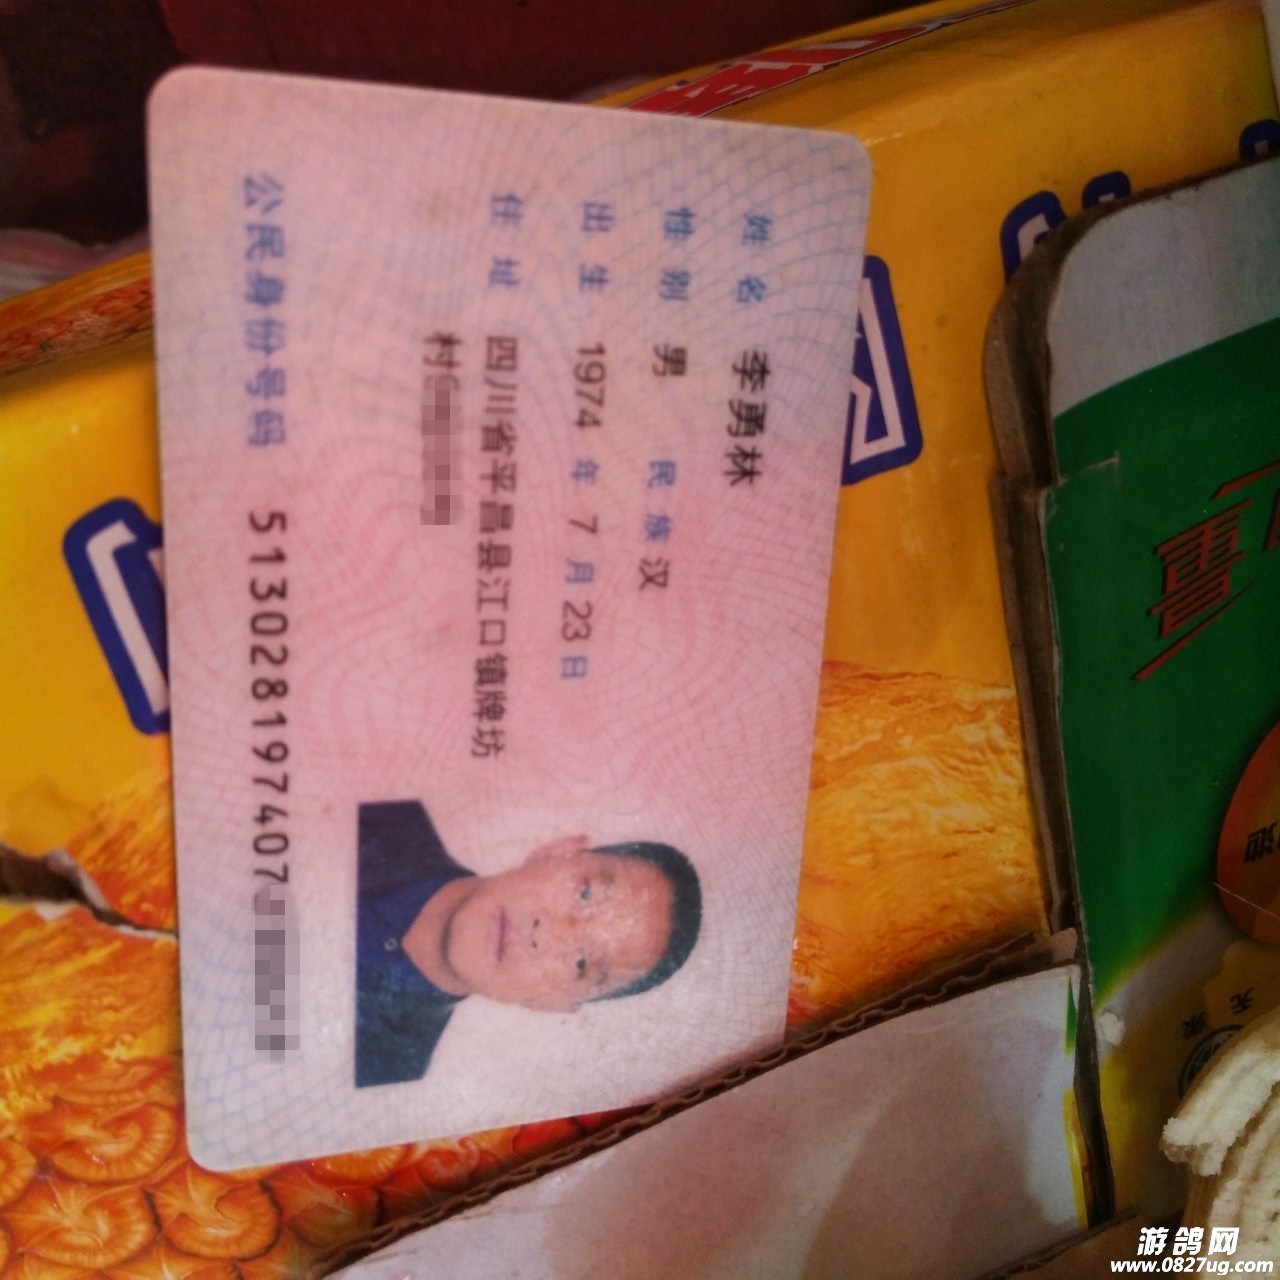 姓名 李勇林
性别 男 民族 汉
出生 1974 年 7 月 23 日
住址 四川省平昌县江口镇牌坊
村
公民身份号码 513028197407
游鸽网
www.0827ug.com